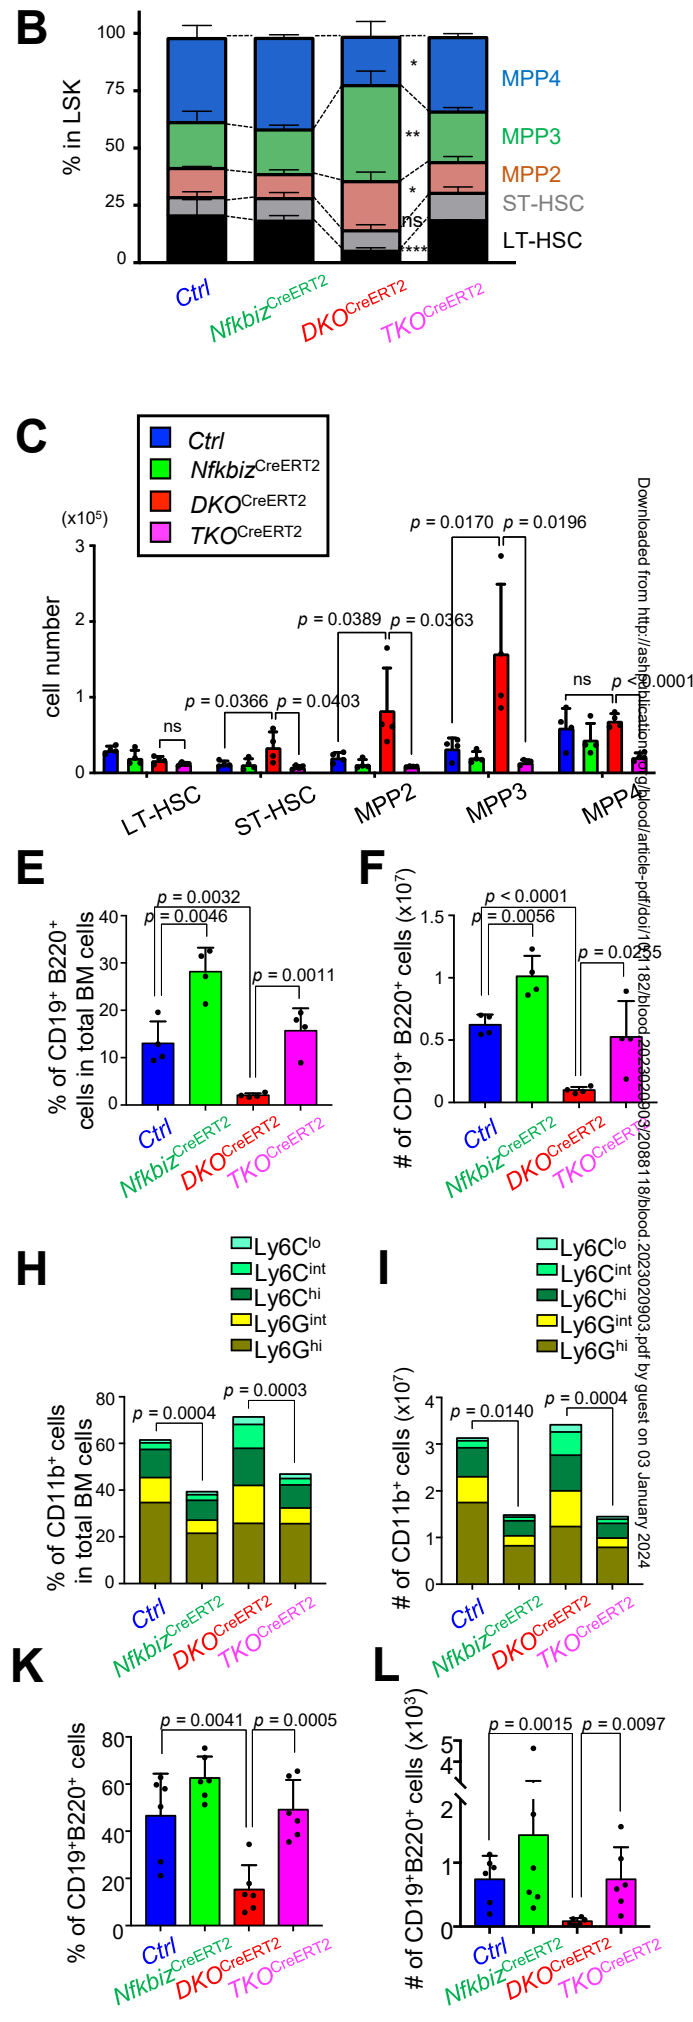 B
100
75
50
25
0
% in LSK
*
**
*
ns
****
MPP4
MPP3
MPP2
ST-HSC
LT-HSC
Ctrl
NfkbizCreERT2
DKOCreERT2
TKOCreERT2
C
Ctrl
NfkbizCreERT2
DKOCreERT2
TKOCreERT2
(x10⁵)
3
2
1
0
cell number
ns
p = 0.0366
p = 0.0403
p = 0.0389
p = 0.0363
p = 0.0170
p = 0.0196
ns
p < 0.0001
LT-HSC
ST-HSC
MPP2
MPP3
MPP4
E
40
30
20
10
0
% of CD19⁺ B220⁺
cells in total BM cells
p = 0.0032
p = 0.0046
p = 0.0011
Ctrl
NfkbizCreERT2
DKOCreERT2
TKOCreERT2
F
1.5
1
0.5
0
# of CD19⁺ B220⁺ cells (x10⁷)
p < 0.0001
p = 0.0056
Ctrl
NfkbizCreERT2
DKOCreERT2
TKOCreERT2
H
Ly6Clo
Ly6Cint
Ly6Chi
Ly6Gint
Ly6Ghi
80
60
40
20
0
% of CD11b⁺ cells
in total BM cells
p = 0.0004
p = 0.0003
Ctrl
NfkbizCreERT2
DKOCreERT2
TKOCreERT2
I
Ly6Clo
Ly6Cint
Ly6Chi
Ly6Gint
Ly6Ghi
4
3
2
1
0
# of CD11b⁺ cells (x10⁷)
p = 0.0140
p = 0.0004
Ctrl
NfkbizCreERT2
DKOCreERT2
TKOCreERT2
K
80
60
40
20
0
% of CD19⁺B220⁺ cells
p = 0.0041
p = 0.0005
Ctrl
NfkbizCreERT2
DKOCreERT2
TKOCreERT2
L
5
4
2
1
0
# of CD19⁺B220⁺ cells (x10³)
p = 0.0015
p = 0.0097
Ctrl
NfkbizCreERT2
DKOCreERT2
TKOCreERT2
Downloaded from http://ashpublications.org/blood/article-pdf/doi/10.1182/blood.2023020903/2088118/blood.2023020903.pdf by guest on 03 January 2024